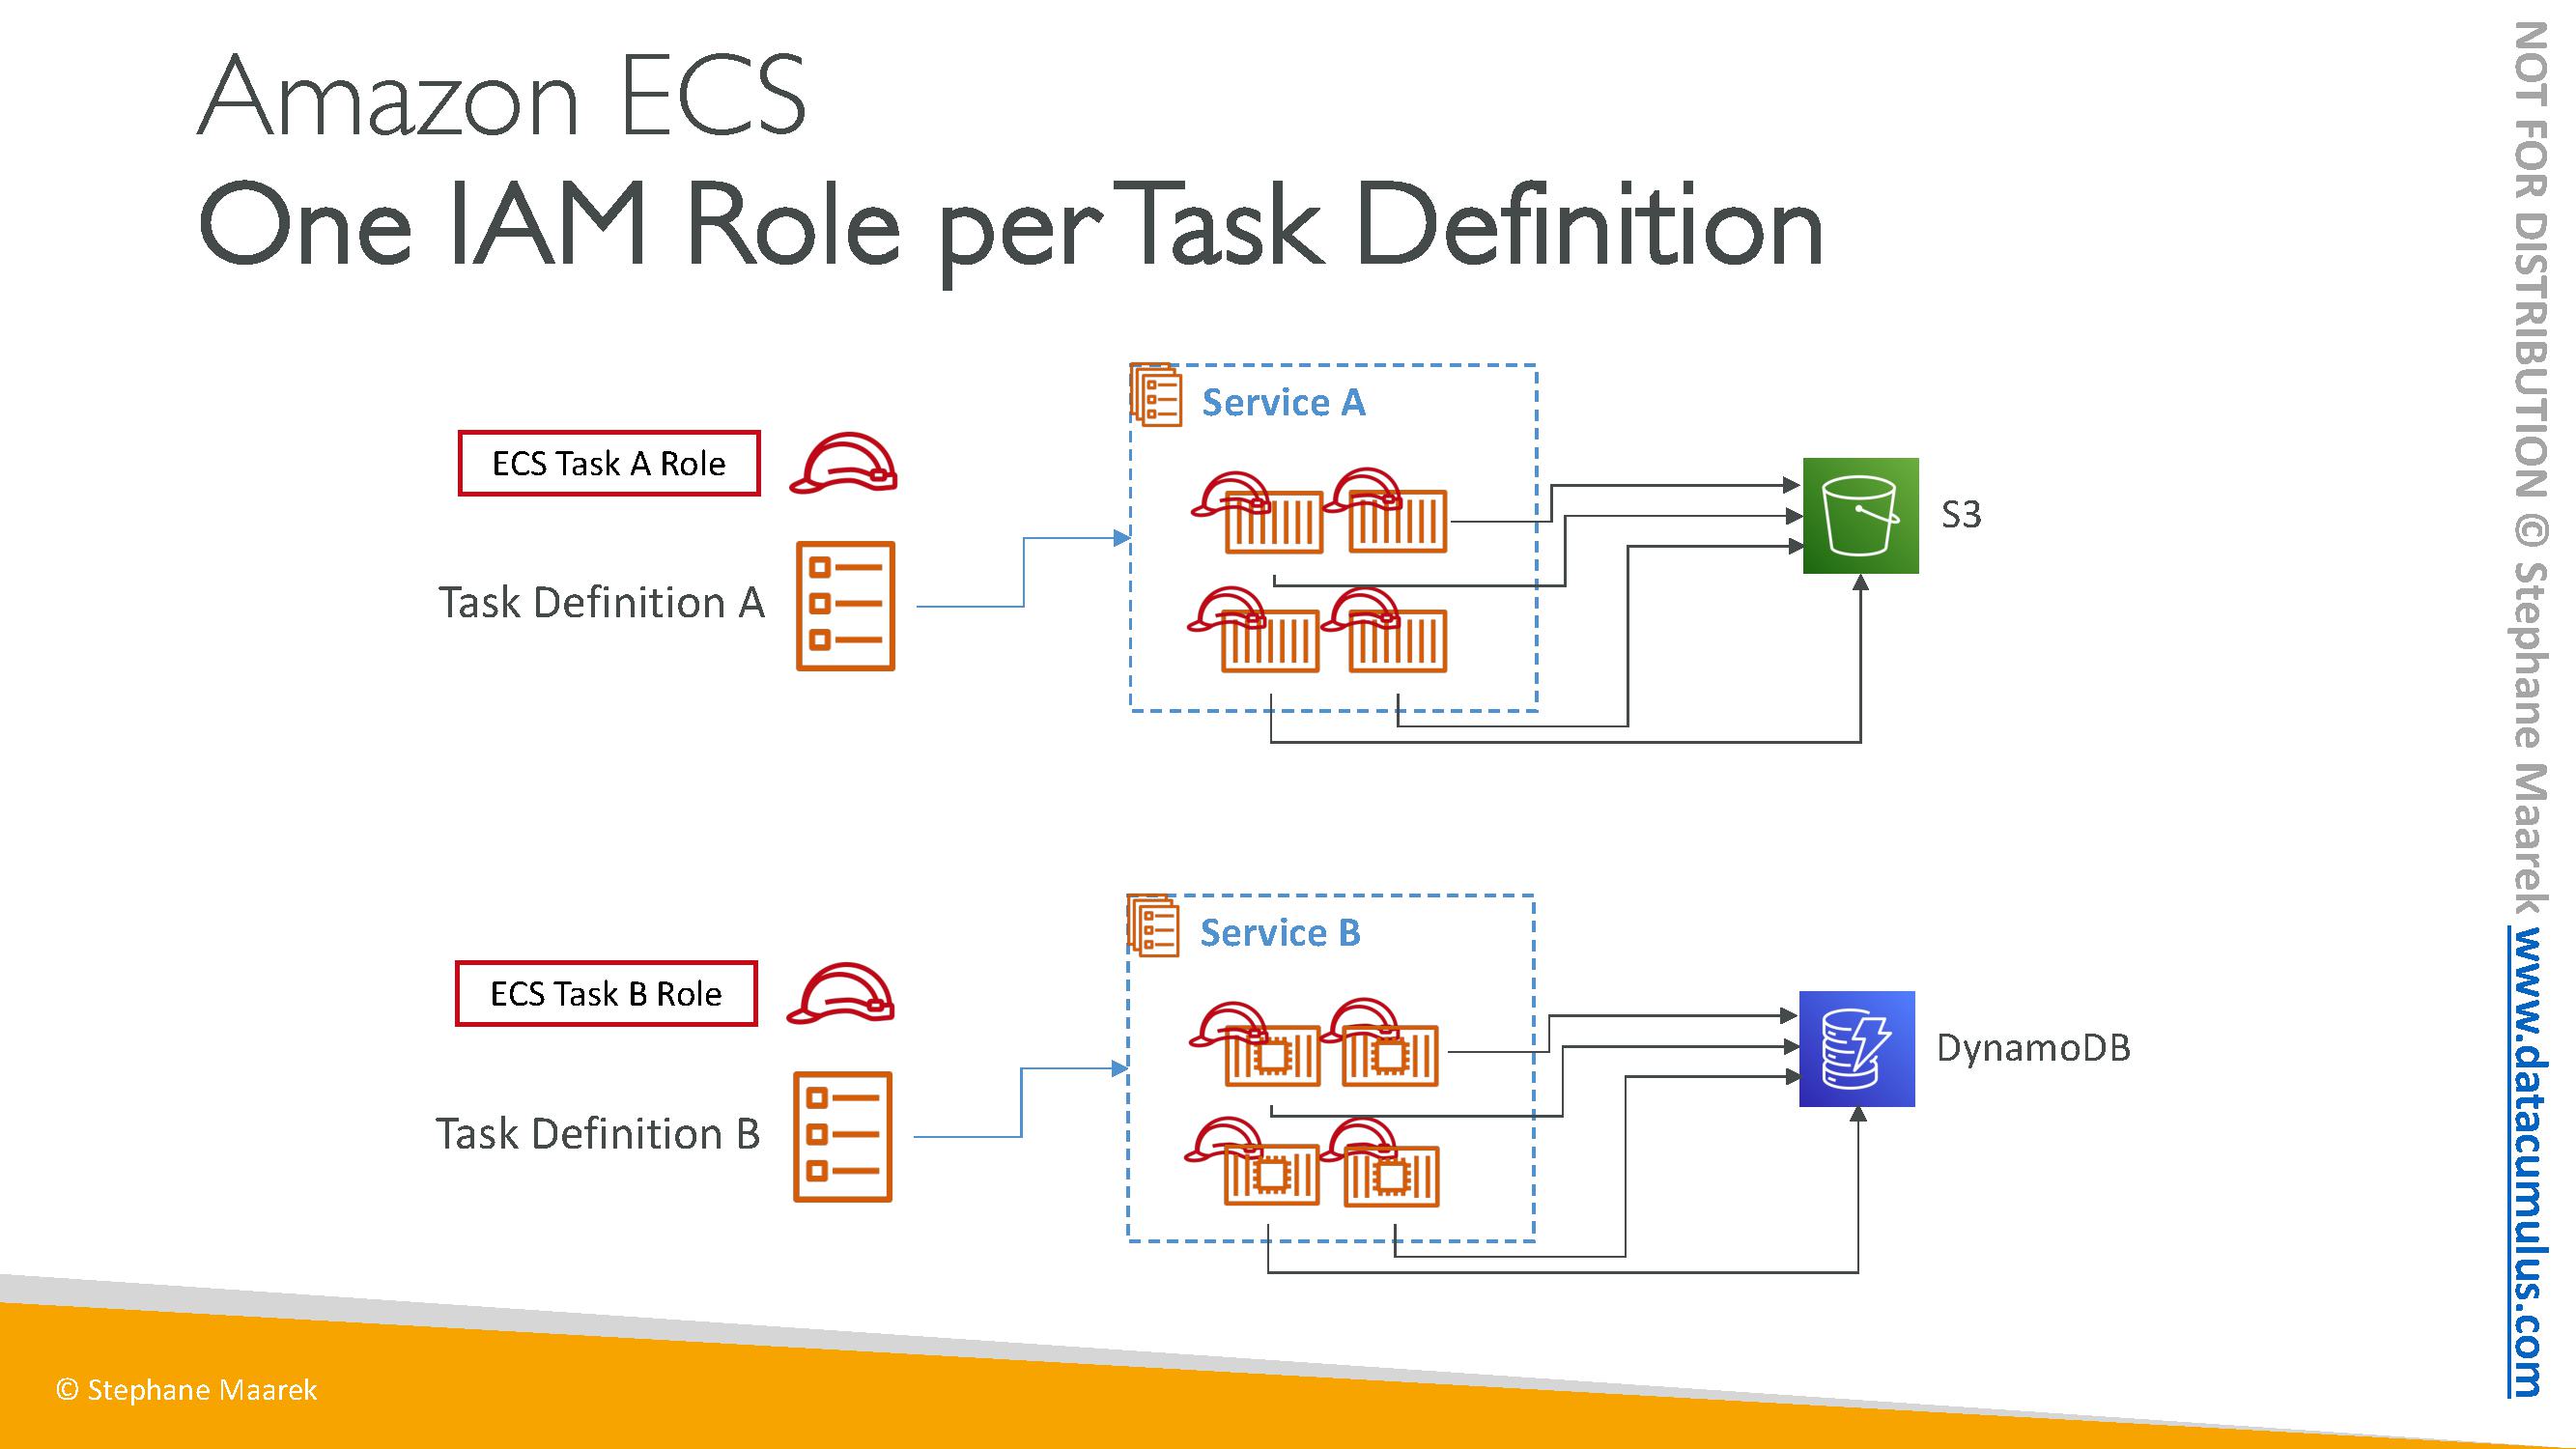 Amazon ECS
One IAM Role per Task Definition
Service A
ECS Task A Role
S3
Task Definition A
Service B
ECS Task B Role
DynamoDB
Task Definition B
© Stephane Maarek
NOT FOR DISTRIBUTION © Stephane Maarek www.datacumulus.com